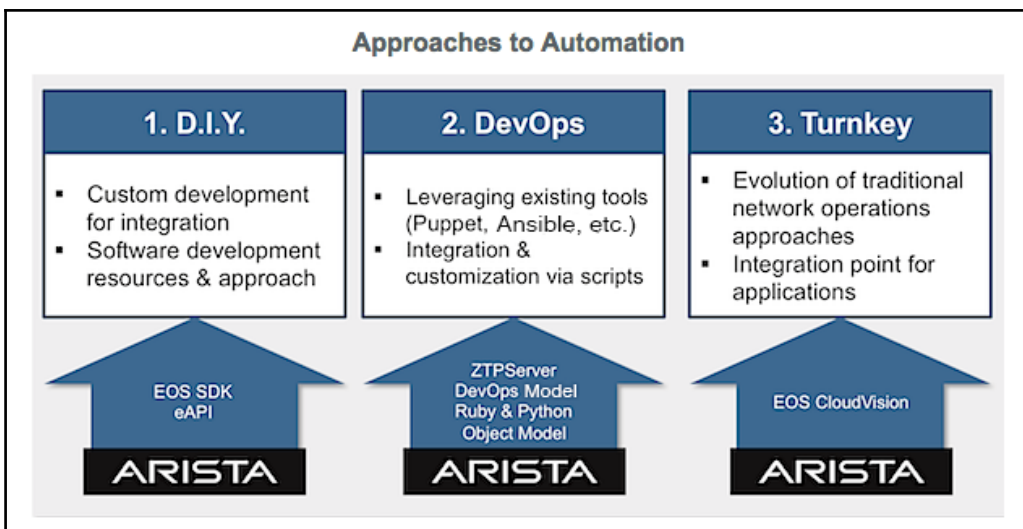 Approaches to Automation
1. D.I.Y.
▪ Custom development
for integration
▪ Software development
resources & approach
EOS SDK
eAPI
ARISTA
2. DevOps
▪ Leveraging existing tools
(Puppet, Ansible, etc.)
▪ Integration &
customization via scripts
ZTPServer
DevOps Model
Ruby & Python
Object Model
ARISTA
3. Turnkey
▪ Evolution of traditional
network operations
approaches
▪ Integration point for
applications
EOS CloudVision
ARISTA